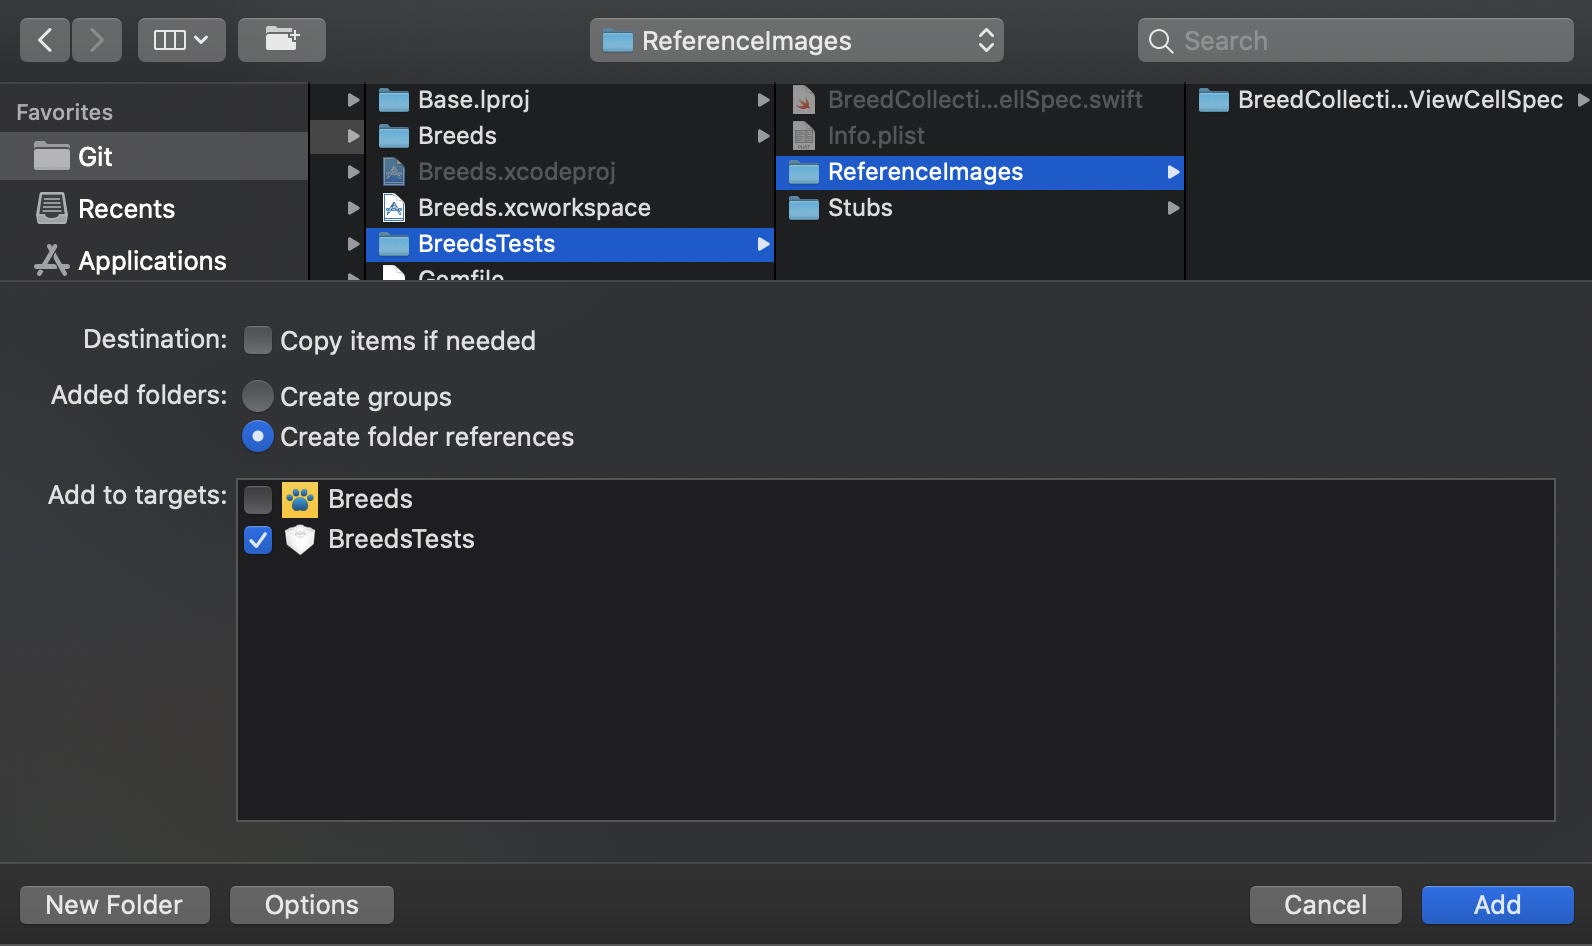 ReferenceImages
Search
Favorites
Git
Recents
Applications
Base.lproj
Breeds
Breeds.xcodeproj
Breeds.xcworkspace
BreedsTests
Gemfile
BreedCollecti...ellSpec.swift
Info.plist
ReferenceImages
Stubs
BreedCollecti...ViewCellSpec
Destination:
Copy items if needed
Added folders:
Create groups
Create folder references
Add to targets:
Breeds
BreedsTests
New Folder
Options
Cancel
Add